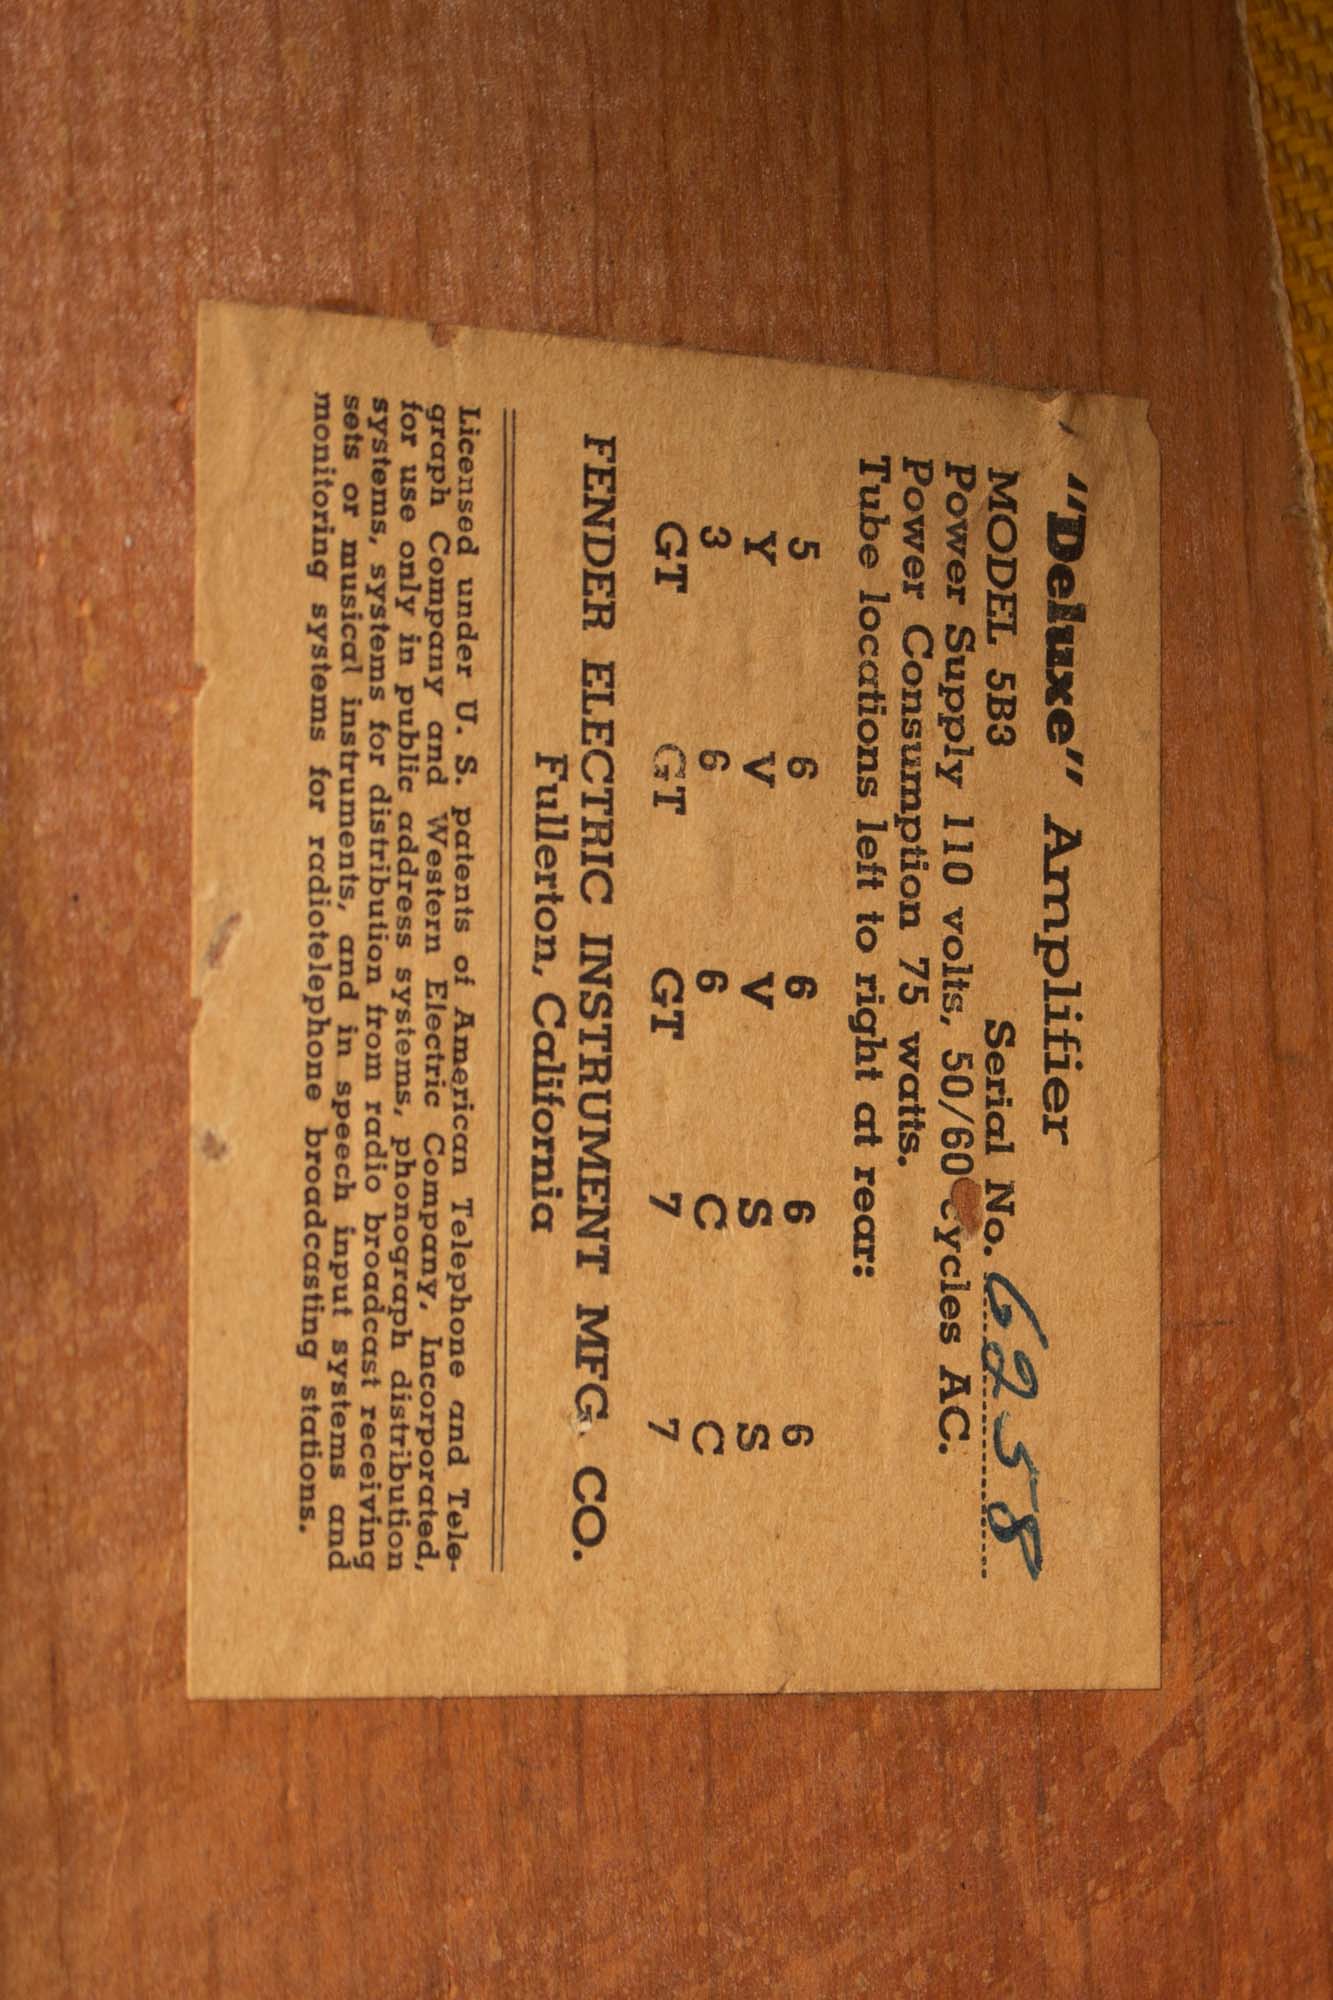 "Deluxe" Amplifier
MODEL 5B3 Serial No. 6258
Power Supply 110 volts, 50/60 cycles AC.
Power Consumption 75 watts.
Tube locations left to right at rear:
5 6 6 6 6
Y V V S S
3 6 6 C C
GT GT GT 7 7
FENDER ELECTRIC INSTRUMENT MFG. CO.
Fullerton, California
Licensed under U. S. patents of American Telephone and Tele-
graph Company and Western Electric Company, Incorporated,
for use only in public address systems, phonograph distribution
systems, systems for distribution from radio broadcast receiving
sets or musical instruments, and in speech input systems and
monitoring systems for radiotelephone broadcasting stations.